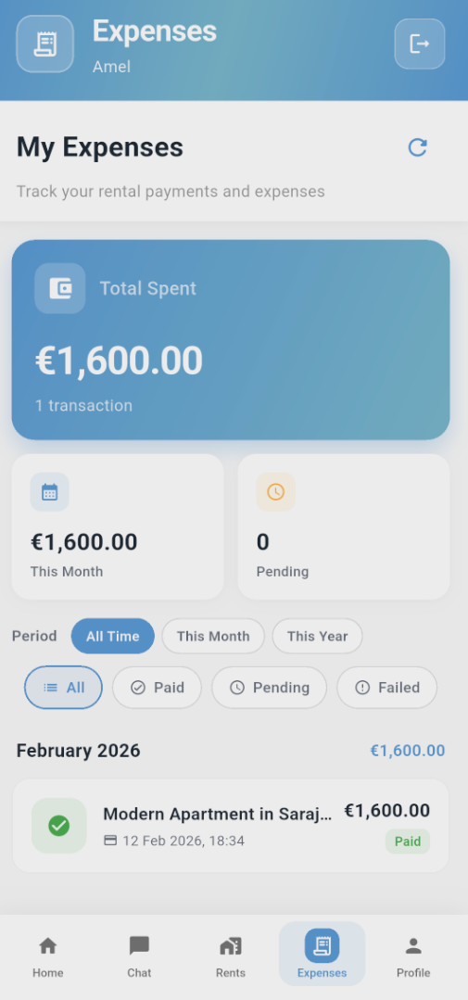 Expenses
Amel
My Expenses
Track your rental payments and expenses
Total Spent
€1,600.00
1 transaction
€1,600.00
This Month
0
Pending
Period
All Time
This Month
This Year
All
Paid
Pending
Failed
February 2026
€1,600.00
Modern Apartment in Saraj...
€1,600.00
12 Feb 2026, 18:34
Paid
Home
Chat
Rents
Expenses
Profile